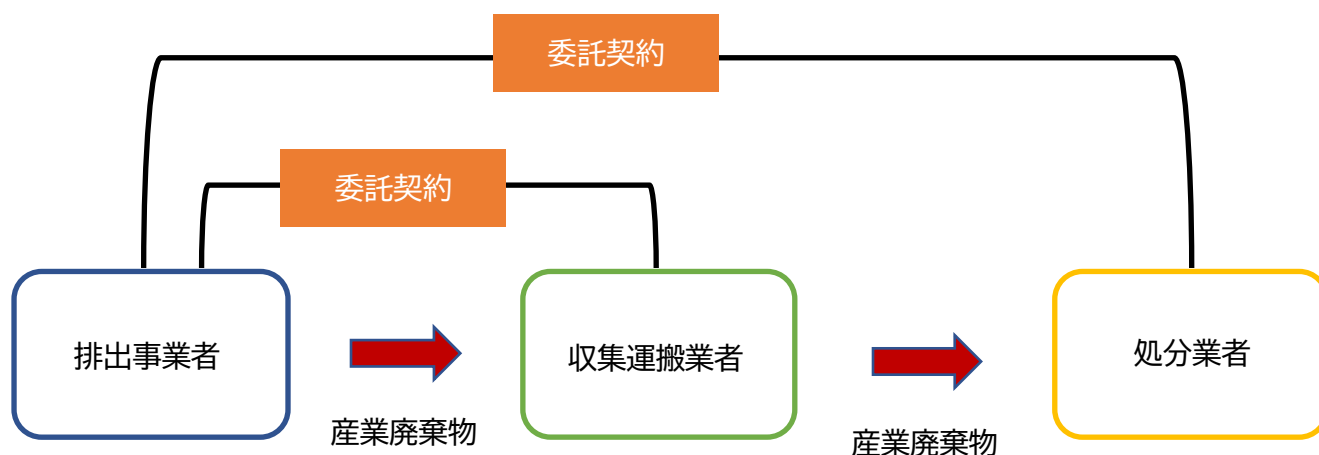 委託契約
委託契約
排出事業者
収集運搬業者
処分業者
産業廃棄物
産業廃棄物